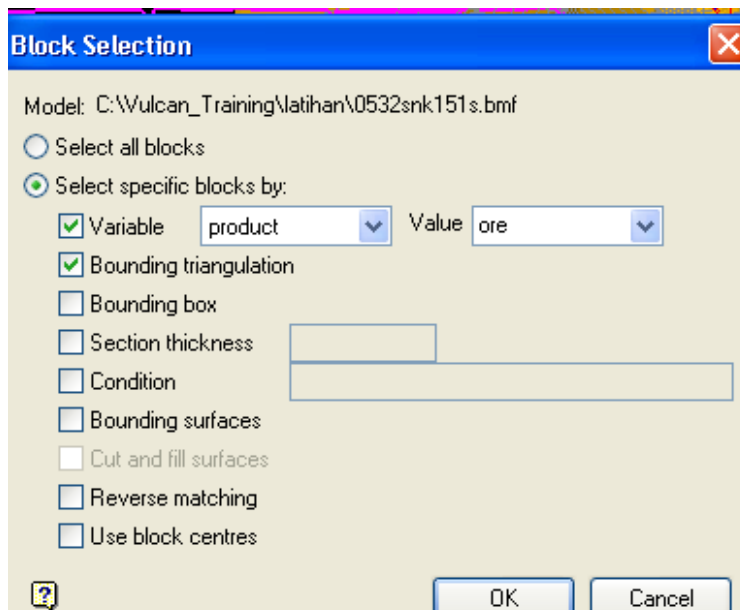 Block Selection
Model: C:\Vulcan_Training\latihan\0532snk151s.bmf
Select all blocks
Select specific blocks by:
Variable product Value ore
Bounding triangulation
Bounding box
Section thickness
Condition
Bounding surfaces
Cut and fill surfaces
Reverse matching
Use block centres
? OK Cancel